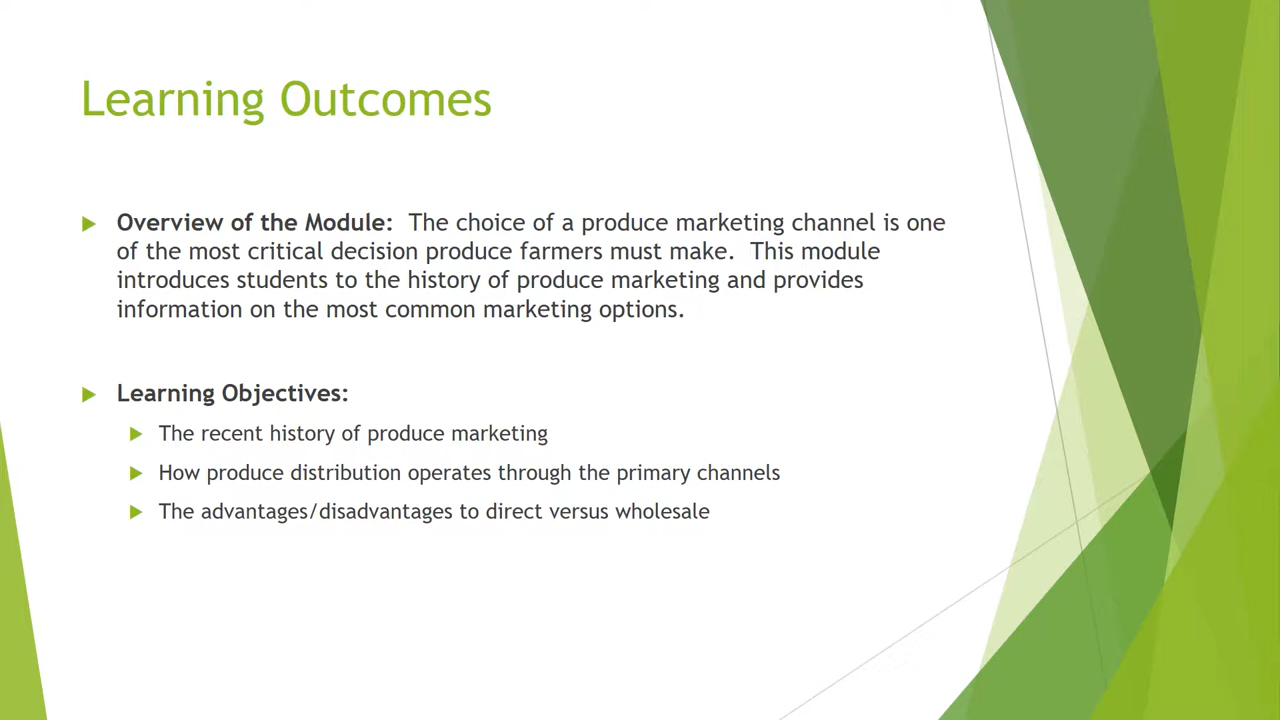 Learning Outcomes
Overview of the Module:  The choice of a produce marketing channel is one
of the most critical decision produce farmers must make.  This module
introduces students to the history of produce marketing and provides
information on the most common marketing options.
Learning Objectives:
The recent history of produce marketing
How produce distribution operates through the primary channels
The advantages/disadvantages to direct versus wholesale